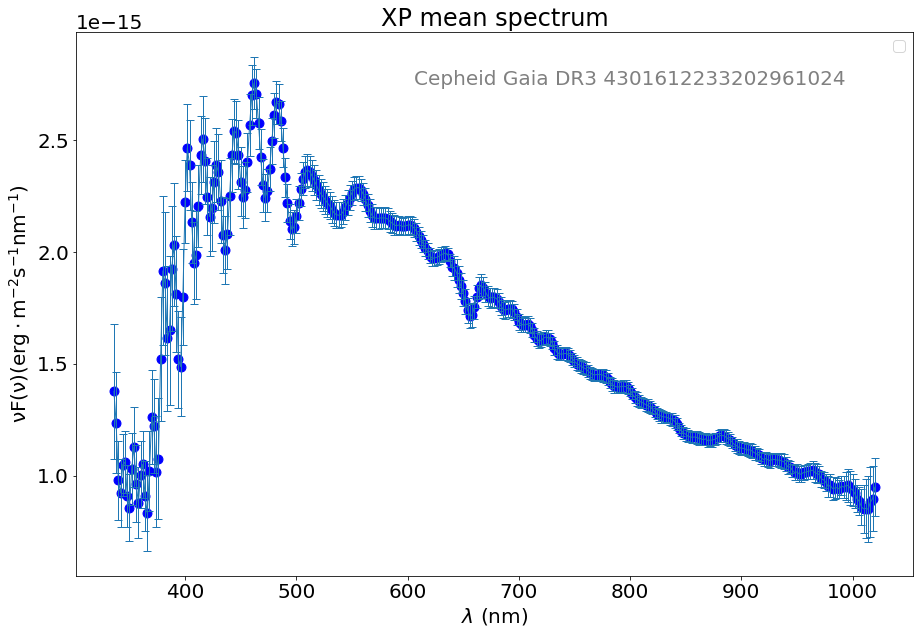 XP mean spectrum
1e−15
Cepheid Gaia DR3 4301612233202961024
2.5
2.0
1.5
1.0
νF(ν)(erg · m⁻²s⁻¹nm⁻¹)
400 500 600 700 800 900 1000
λ (nm)